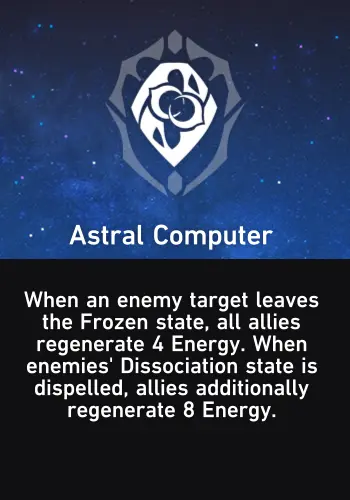 Astral Computer
When an enemy target leaves
the Frozen state, all allies
regenerate 4 Energy. When
enemies' Dissociation state is
dispelled, allies additionally
regenerate 8 Energy.